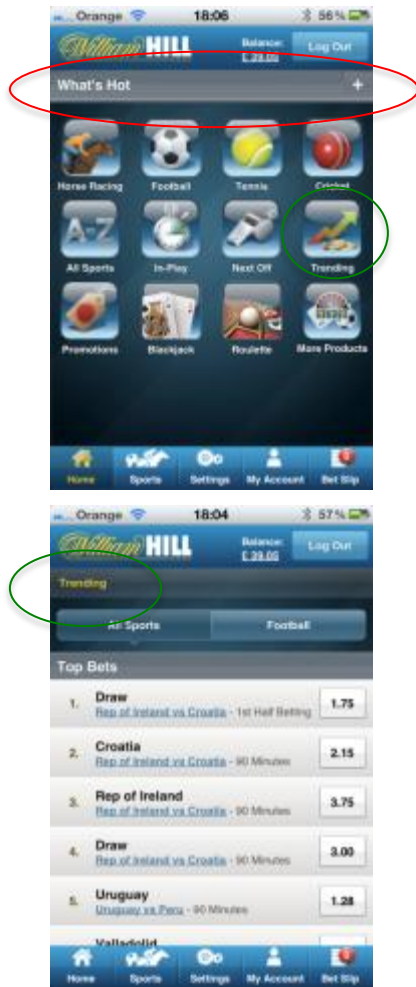 Orange 18:06 56%
William HILL Balance: £39.05 Log Out
What's Hot +
Horse Racing Football Tennis Cricket
A-Z
All Sports In-Play Next Off Trending
Promotions Blackjack Roulette More Products
Home Sports Settings My Account Bet Slip
Orange 18:04 57%
William HILL Balance: £39.05 Log Out
Trending
All Sports Football
Top Bets
1. Draw 1.75
Rep of Ireland vs Croatia - 1st Half Betting
2. Croatia 2.15
Rep of Ireland vs Croatia - 90 Minutes
3. Rep of Ireland 3.75
Rep of Ireland vs Croatia - 90 Minutes
4. Draw 3.00
Rep of Ireland vs Croatia - 90 Minutes
5. Uruguay 1.28
Uruguay vs Peru - 90 Minutes
Valladolid
Home Sports Settings My Account Bet Slip